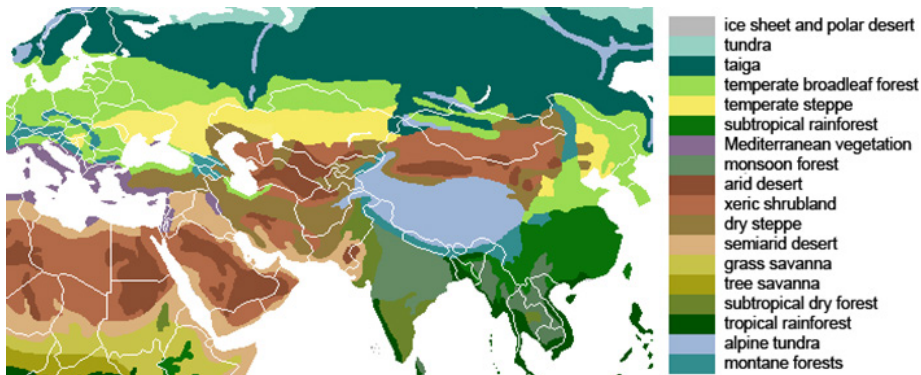 ice sheet and polar desert
tundra
taiga
temperate broadleaf forest
temperate steppe
subtropical rainforest
Mediterranean vegetation
monsoon forest
arid desert
xeric shrubland
dry steppe
semiarid desert
grass savanna
tree savanna
subtropical dry forest
tropical rainforest
alpine tundra
montane forests